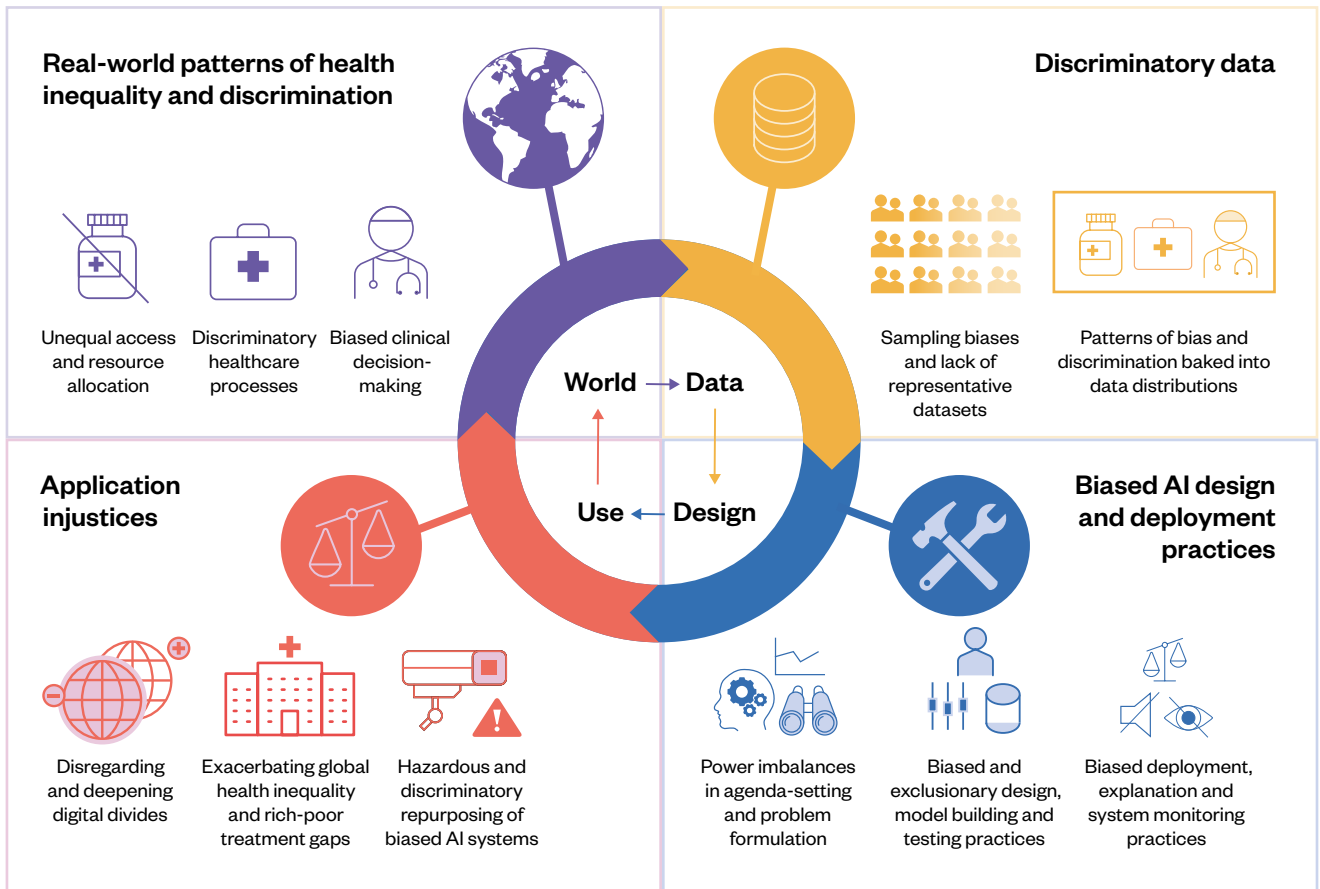 Real-world patterns of health
inequality and discrimination
Unequal access
and resource
allocation
Discriminatory
healthcare
processes
Biased clinical
decision-
making
Discriminatory data
Sampling biases
and lack of
representative
datasets
Patterns of bias and
discrimination baked into
data distributions
World
Data
Use
Design
Application
injustices
Disregarding
and deepening
digital divides
Exacerbating global
health inequality
and rich-poor
treatment gaps
Hazardous and
discriminatory
repurposing of
biased AI systems
Biased AI design
and deployment
practices
Power imbalances
in agenda-setting
and problem
formulation
Biased and
exclusionary design,
model building and
testing practices
Biased deployment,
explanation and
system monitoring
practices